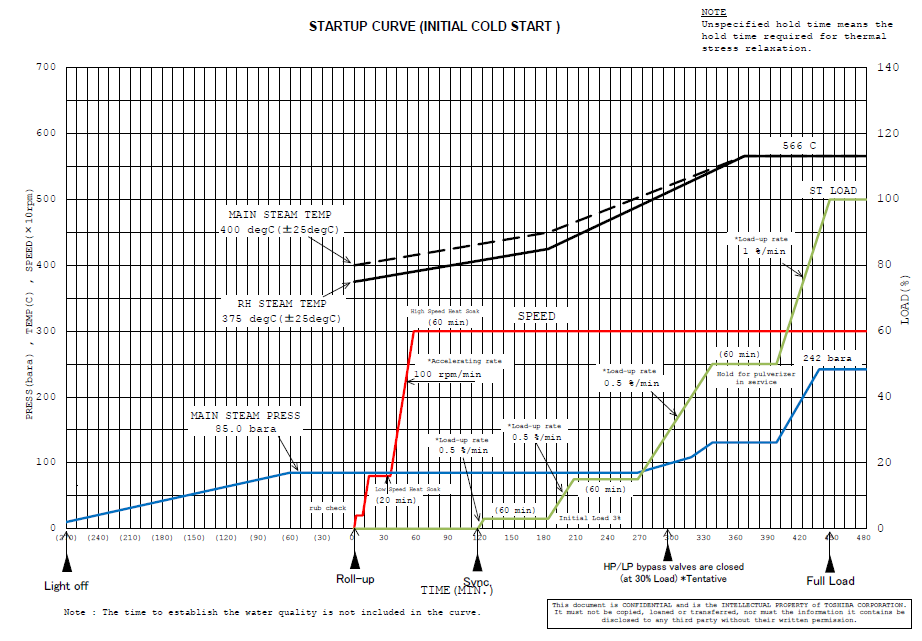 STARTUP CURVE (INITIAL COLD START )
NOTE
Unspecified hold time means the
hold time required for thermal
stress relaxation.
PRESS(bara) , TEMP(C) , SPEED(×10rpm)
700
600
500
400
300
200
100
0
140
120
100
80
60
40
20
0
LOAD(%)
566 C
ST LOAD
MAIN STEAM TEMP
400 degC(±25degC)
*Load-up rate
1 %/min
RH STEAM TEMP
375 degC(±25degC)
High Speed Heat Soak
(60 min)
SPEED
(60 min)
242 bara
*Accelerating rate
100 rpm/min
*Load-up rate
0.5 %/min
Hold for pulverizer
in service
MAIN STEAM PRESS
85.0 bara
*Load-up rate
0.5 %/min
*Load-up rate
0.5 %/min
Low Speed Heat Soak
(20 min)
(60 min)
rub check
(60 min)
Initial Load 3%
(240) (210) (180) (150) (120) (90) (60) (30) 30 60 90 120 150 180 210 240 270 300 330 360 390 420 450 480
Light off
Roll-up
Sync.
HP/LP bypass valves are closed
(at 30% Load) *Tentative
Full Load
TIME(MIN.)
Note : The time to establish the water quality is not included in the curve.
This document is CONFIDENTIAL and is the INTELLECTUAL PROPERTY of TOSHIBA CORPORATION.
It must not be copied, loaned or transferred, nor must the information it contains be
disclosed to any third party without their written permission.